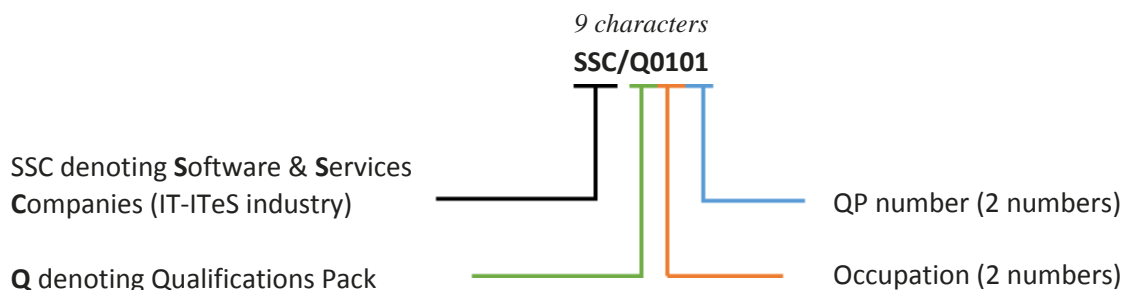 9 characters
SSC/Q0101
SSC denoting Software & Services
Companies (IT-ITeS industry)
QP number (2 numbers)
Q denoting Qualifications Pack
Occupation (2 numbers)